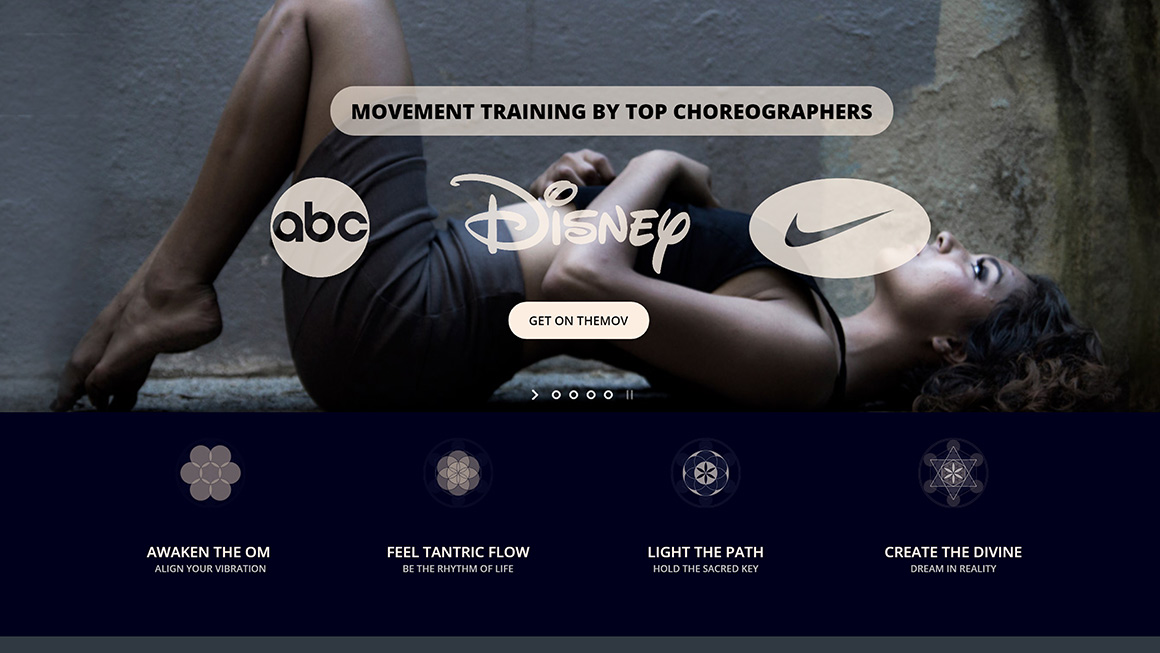 MOVEMENT TRAINING BY TOP CHOREOGRAPHERS
abc
Disney
GET ON THEMOV
AWAKEN THE OM
ALIGN YOUR VIBRATION
FEEL TANTRIC FLOW
BE THE RHYTHM OF LIFE
LIGHT THE PATH
HOLD THE SACRED KEY
CREATE THE DIVINE
DREAM IN REALITY